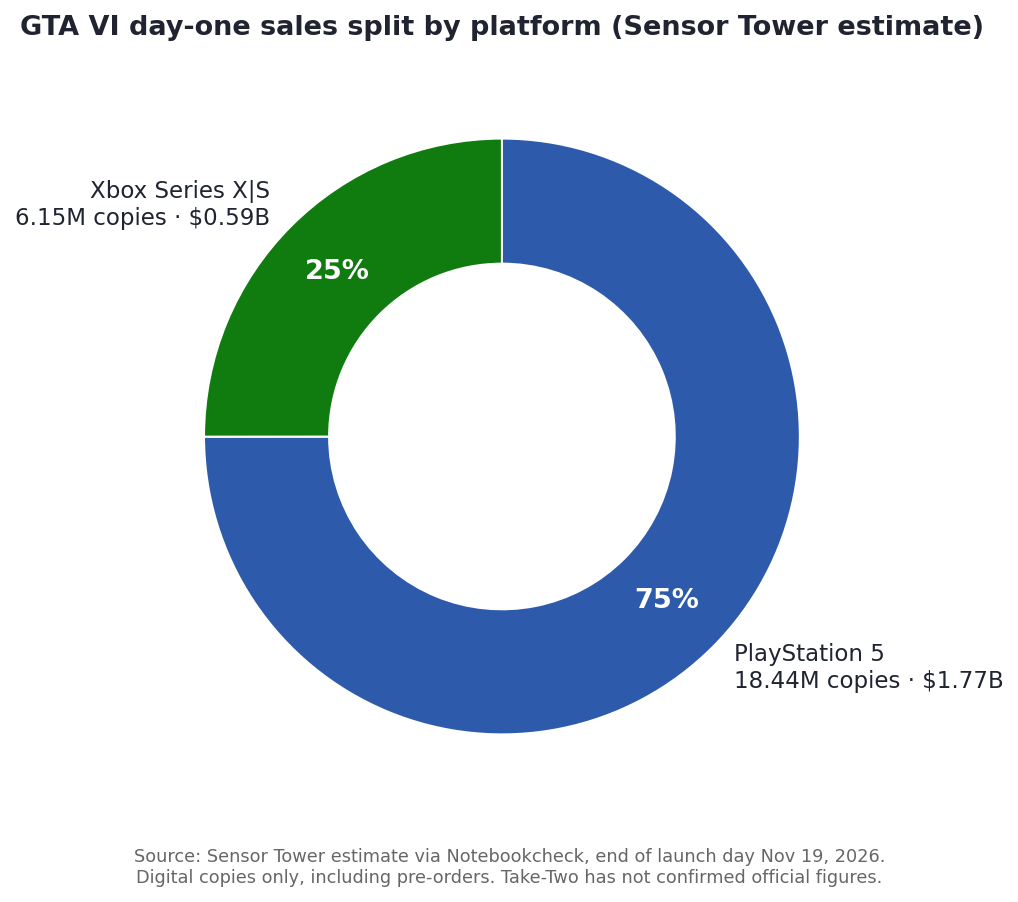 GTA VI day-one sales split by platform (Sensor Tower estimate)
Xbox Series X|S
6.15M copies · $0.59B
25%
75%
PlayStation 5
18.44M copies · $1.77B
Source: Sensor Tower estimate via Notebookcheck, end of launch day Nov 19, 2026.
Digital copies only, including pre-orders. Take-Two has not confirmed official figures.